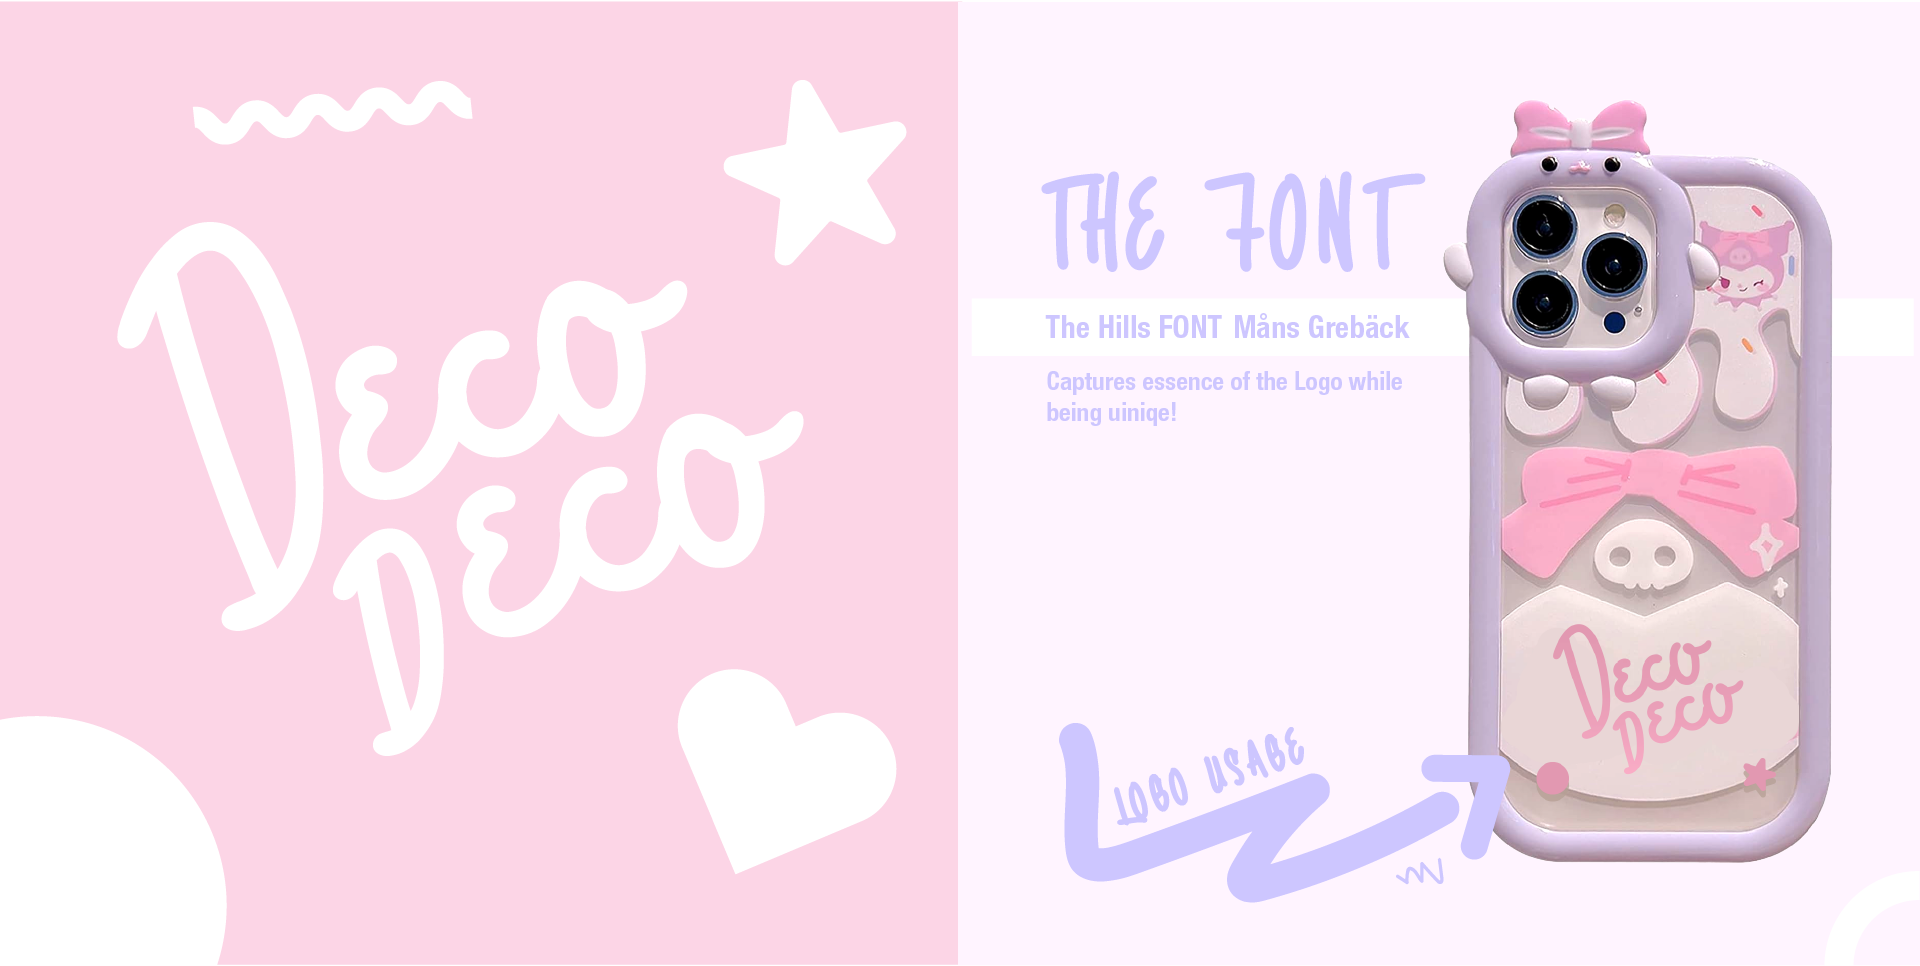 Deco
Deco
THE FONT
The Hills FONT Måns Grebäck
Captures essence of the Logo while
being uiniqe!
LOGO USAGE
Deco
Deco